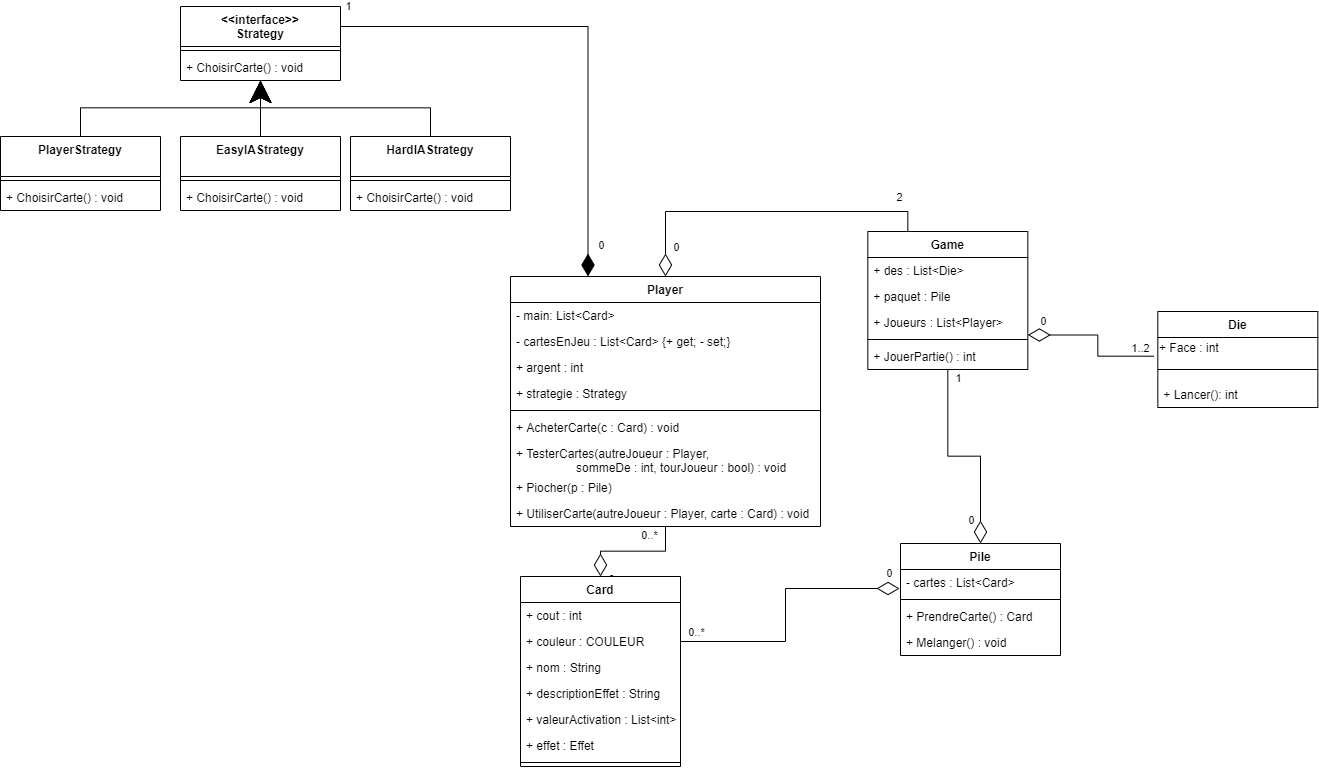 <<interface>>
Strategy
+ ChoisirCarte() : void
1
PlayerStrategy
+ ChoisirCarte() : void
EasyIAStrategy
+ ChoisirCarte() : void
HardIAStrategy
+ ChoisirCarte() : void
0
0
2
Player
- main: List<Card>
- cartesEnJeu : List<Card> {+ get; - set;}
+ argent : int
+ strategie : Strategy
+ AcheterCarte(c : Card) : void
+ TesterCartes(autreJoueur : Player,
sommeDe : int, tourJoueur : bool) : void
+ Piocher(p : Pile)
+ UtiliserCarte(autreJoueur : Player, carte : Card) : void
0..*
Game
+ des : List<Die>
+ paquet : Pile
+ Joueurs : List<Player>
+ JouerPartie() : int
0
1..2
1
Die
+ Face : int
+ Lancer(): int
Card
+ cout : int
+ couleur : COULEUR
+ nom : String
+ descriptionEffet : String
+ valeurActivation : List<int>
+ effet : Effet
0..*
0
0
Pile
- cartes : List<Card>
+ PrendreCarte() : Card
+ Melanger() : void